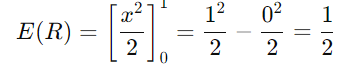 E(R) = [x²/2]₀¹ = 1²/2 − 0²/2 = 1/2